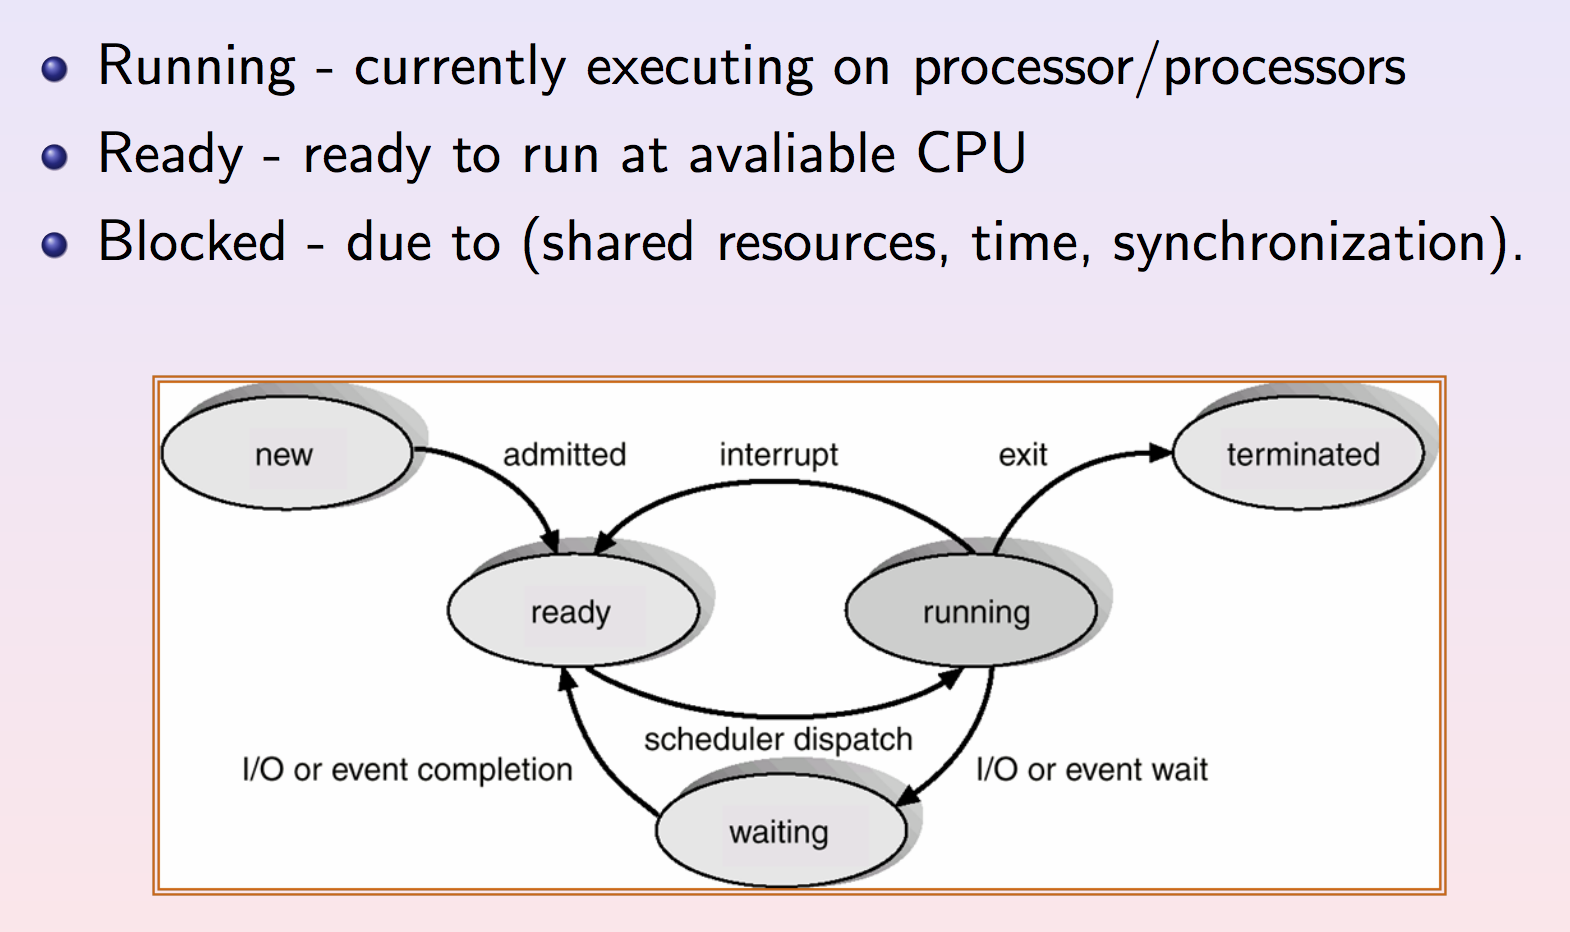 Running - currently executing on processor/processors
Ready - ready to run at avaliable CPU
Blocked - due to (shared resources, time, synchronization).
new
admitted
interrupt
exit
terminated
ready
running
scheduler dispatch
I/O or event completion
I/O or event wait
waiting